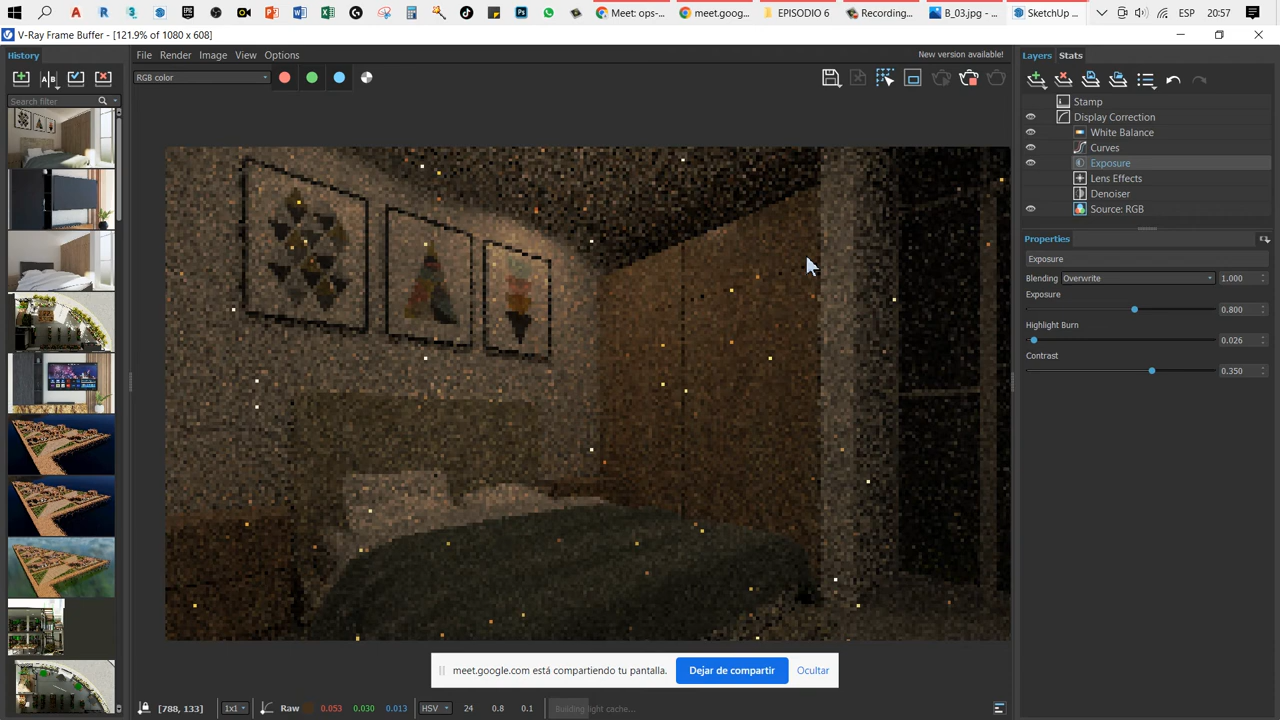 Meet: ops-...
meet.goog...
EPISODIO 6
Recording...
B_03.jpg - ...
SketchUp ...
ESP
20:57
V-Ray Frame Buffer - [121.9% of 1080 x 608]
History
File
Render
Image
View
Options
New version available!
Layers
Stats
RGB color
Search filter
Stamp
Display Correction
White Balance
Curves
Exposure
Lens Effects
Denoiser
Source: RGB
Properties
Exposure
Blending
Overwrite
1.000
Exposure
0.800
Highlight Burn
0.026
Contrast
0.350
meet.google.com está compartiendo tu pantalla.
Dejar de compartir
Ocultar
[788, 133]
1x1
Raw
0.053
0.030
0.013
HSV
24
0.8
0.1
Building light cache...